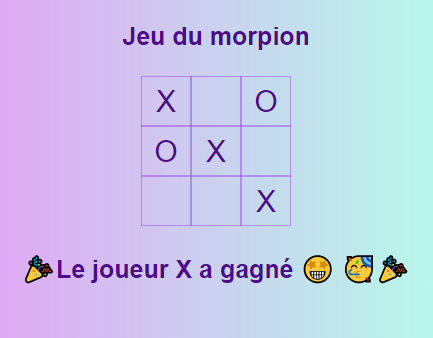 Jeu du morpion
X O
O X
X
🎉Le joueur X a gagné 🤩 🥳 🎉